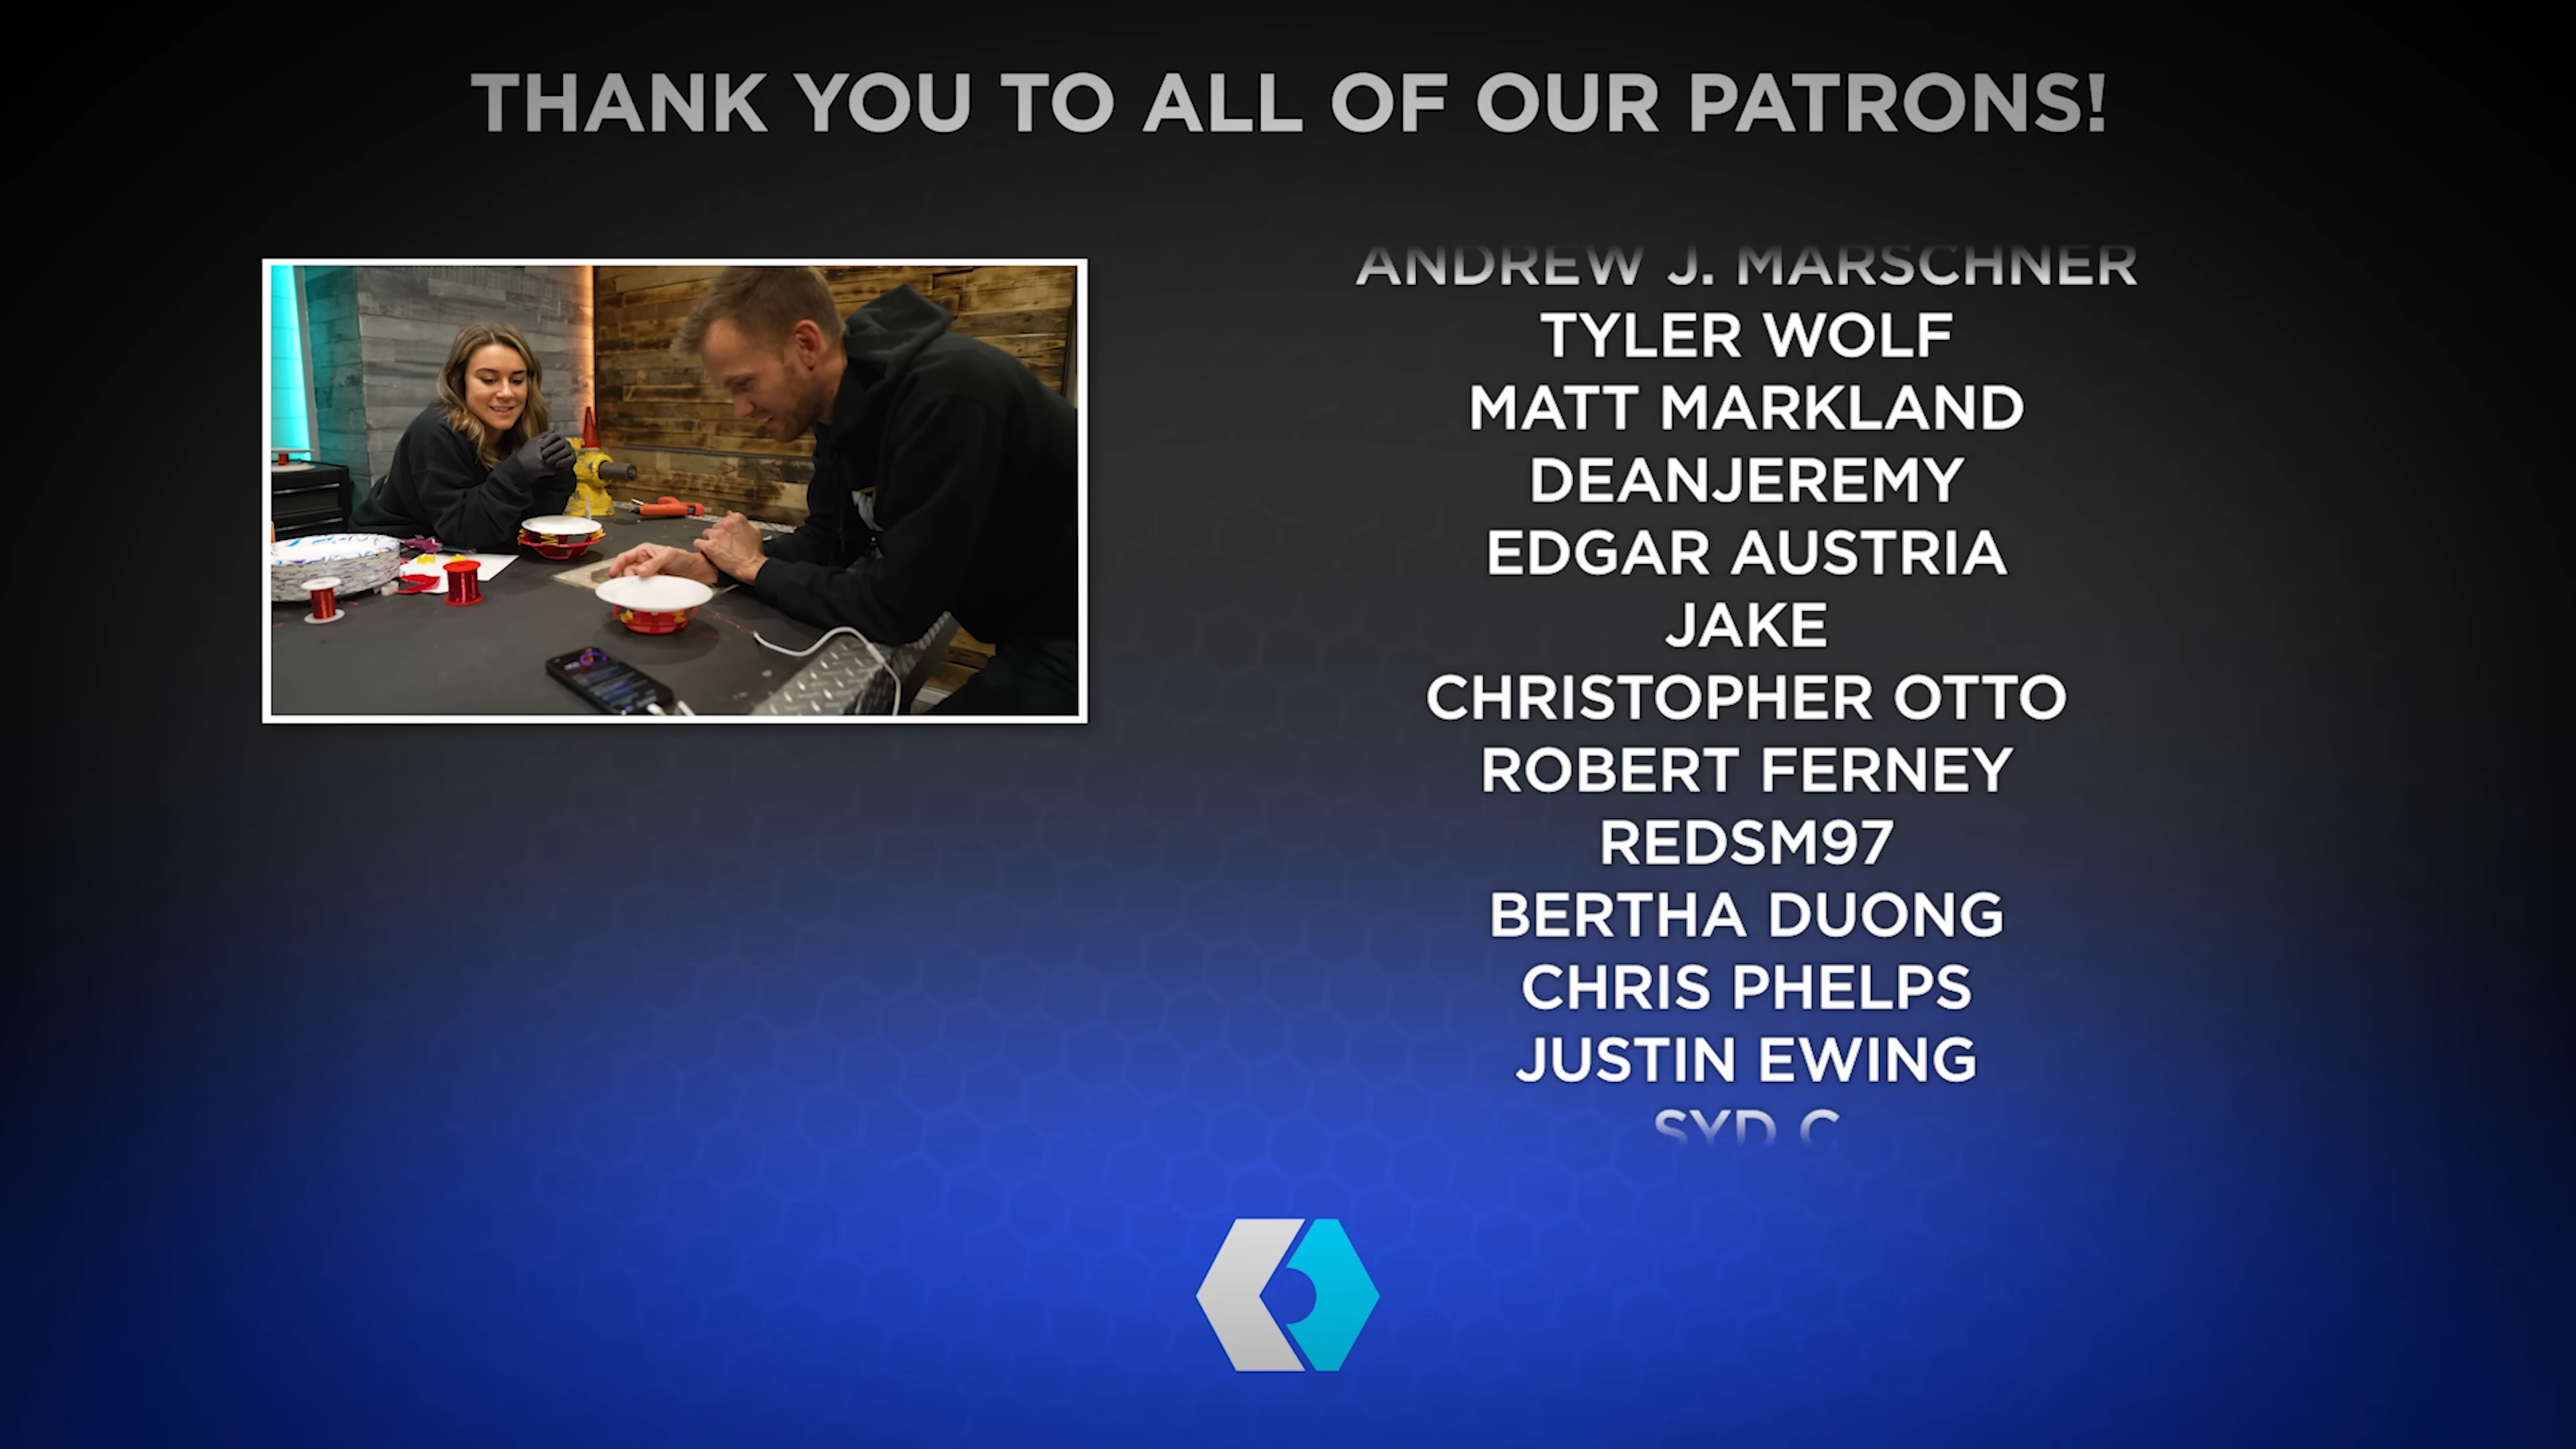 THANK YOU TO ALL OF OUR PATRONS!
ANDREW J. MARSCHNER
TYLER WOLF
MATT MARKLAND
DEANJEREMY
EDGAR AUSTRIA
JAKE
CHRISTOPHER OTTO
ROBERT FERNEY
REDSM97
BERTHA DUONG
CHRIS PHELPS
JUSTIN EWING
SYD C